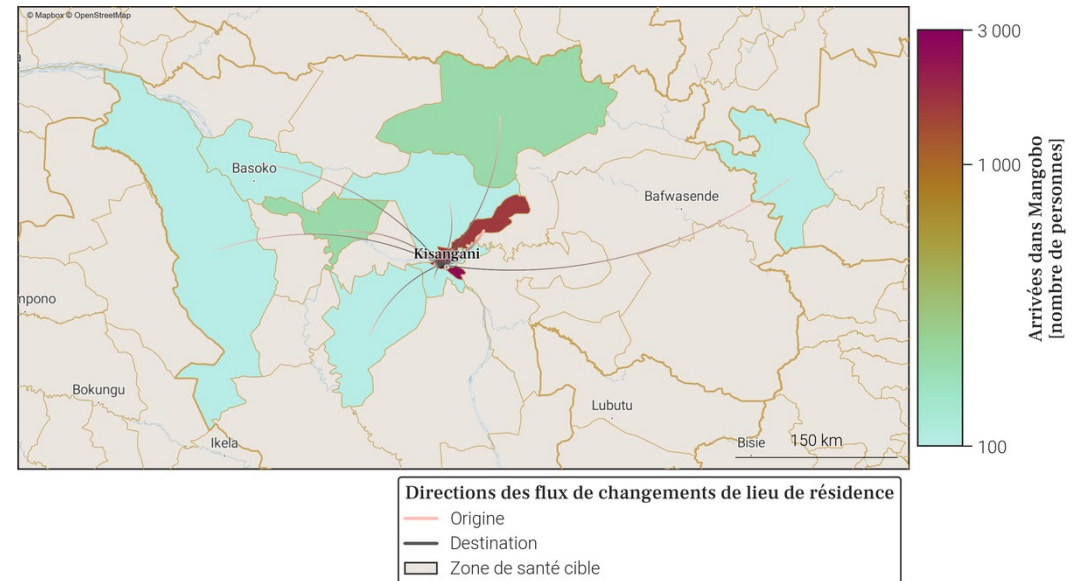 © Mapbox © OpenStreetMap
Basoko
Bafwasende
Kisangani
mpono
Bokungu
Lubutu
Ikela
Bisie
150 km
3 000
1 000
100
Arrivées dans Mangobo
[nombre de personnes]
Directions des flux de changements de lieu de résidence
Origine
Destination
Zone de santé cible